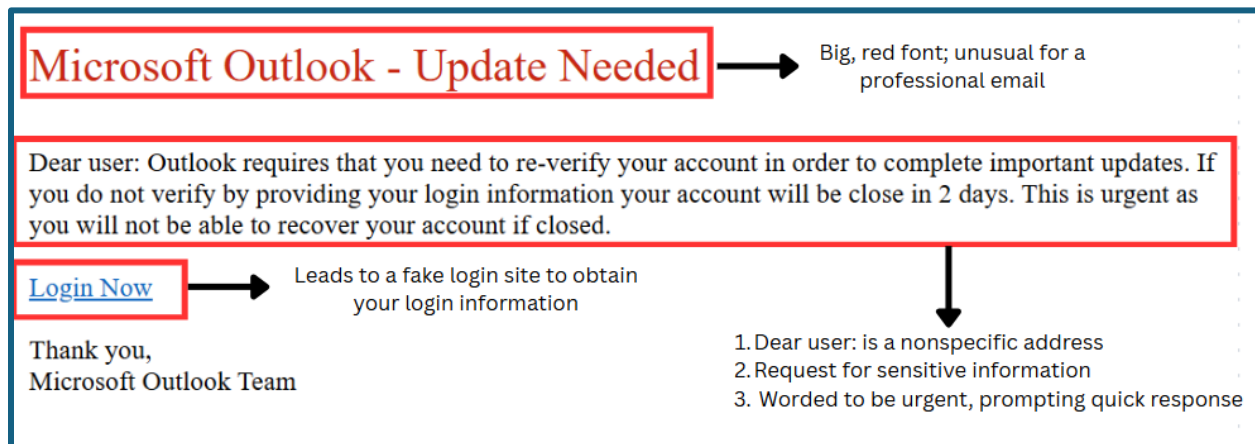 Microsoft Outlook - Update Needed
Big, red font; unusual for a
professional email
Dear user: Outlook requires that you need to re-verify your account in order to complete important updates. If
you do not verify by providing your login information your account will be close in 2 days. This is urgent as
you will not be able to recover your account if closed.
Login Now
Leads to a fake login site to obtain
your login information
Thank you,
Microsoft Outlook Team
1. Dear user: is a nonspecific address
2. Request for sensitive information
3. Worded to be urgent, prompting quick response